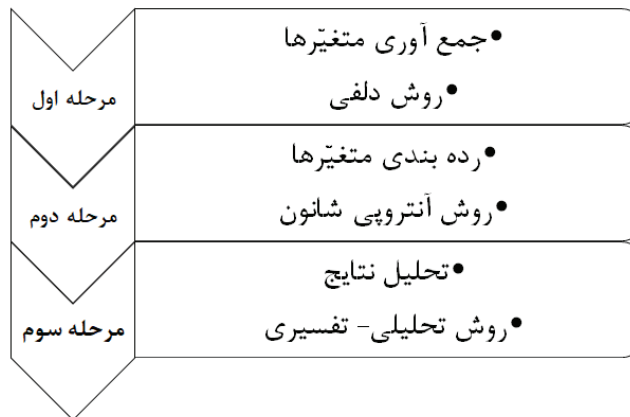 •جمع آوری متغیّرها
•روش دلفی
مرحله اول
•رده بندی متغیّرها
•روش آنتروپی شانون
مرحله دوم
•تحلیل نتایج
•روش تحلیلی- تفسیری
مرحله سوم